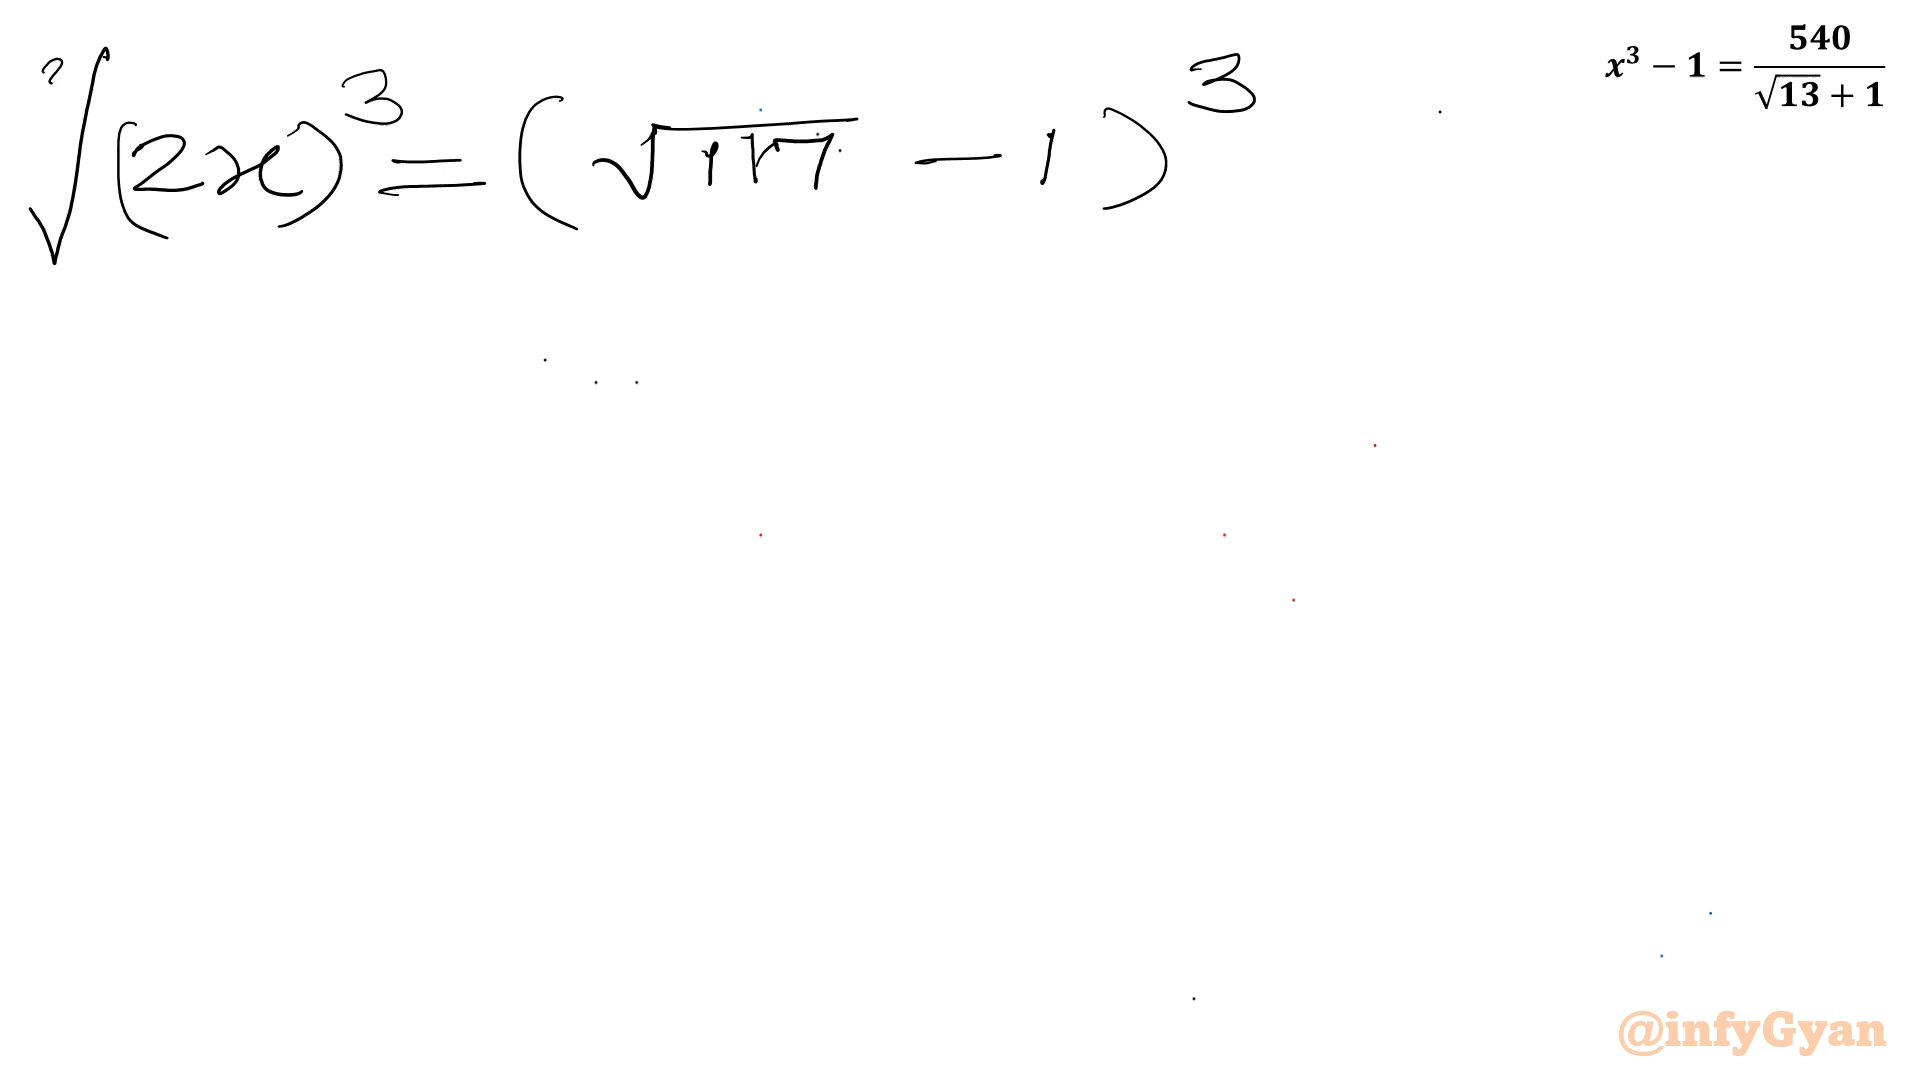 ∛(2x)³ = (√117 − 1)³
x³ − 1 = 540 / (√13 + 1)
@infyGyan